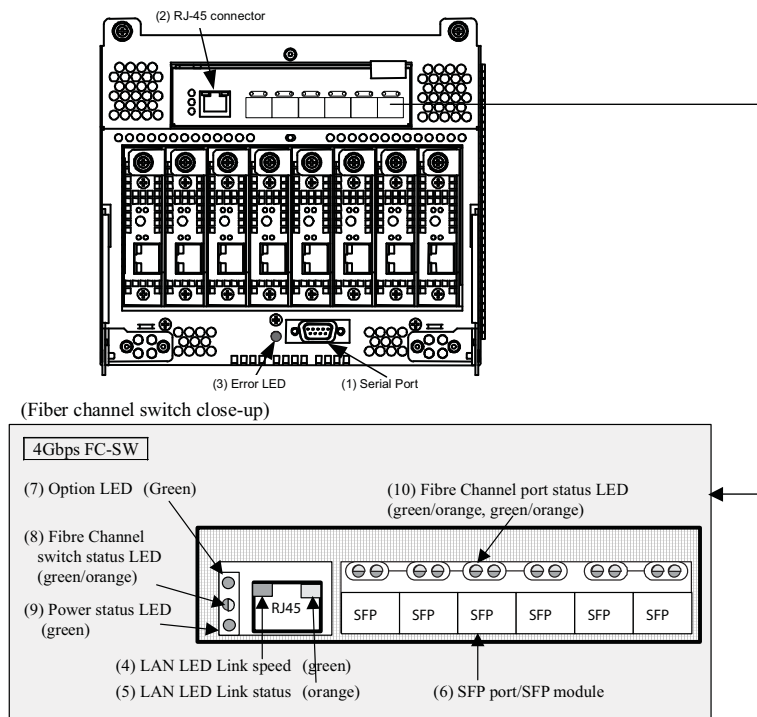 (2) RJ-45 connector
(3) Error LED
(1) Serial Port
(Fiber channel switch close-up)
4Gbps FC-SW
(7) Option LED (Green)
(10) Fibre Channel port status LED
(green/orange, green/orange)
(8) Fibre Channel
switch status LED
(green/orange)
(9) Power status LED
(green)
RJ45
SFP
SFP
SFP
SFP
SFP
SFP
(4) LAN LED Link speed (green)
(5) LAN LED Link status (orange)
(6) SFP port/SFP module